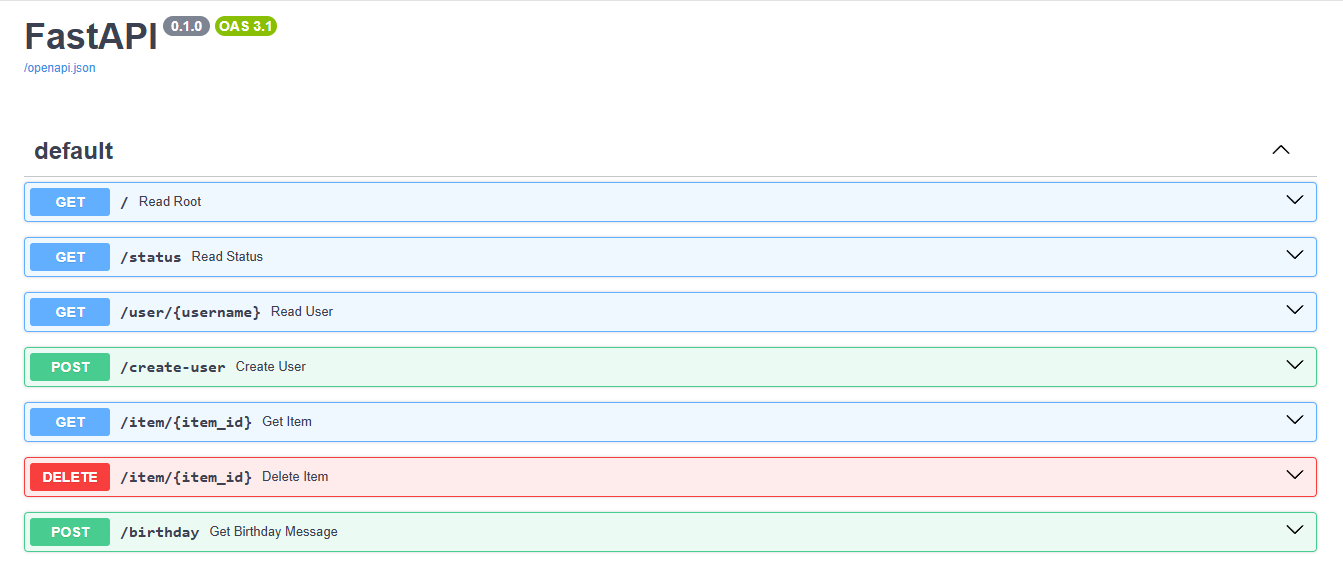 FastAPI 0.1.0 OAS 3.1
/openapi.json
default
GET / Read Root
GET /status Read Status
GET /user/{username} Read User
POST /create-user Create User
GET /item/{item_id} Get Item
DELETE /item/{item_id} Delete Item
POST /birthday Get Birthday Message